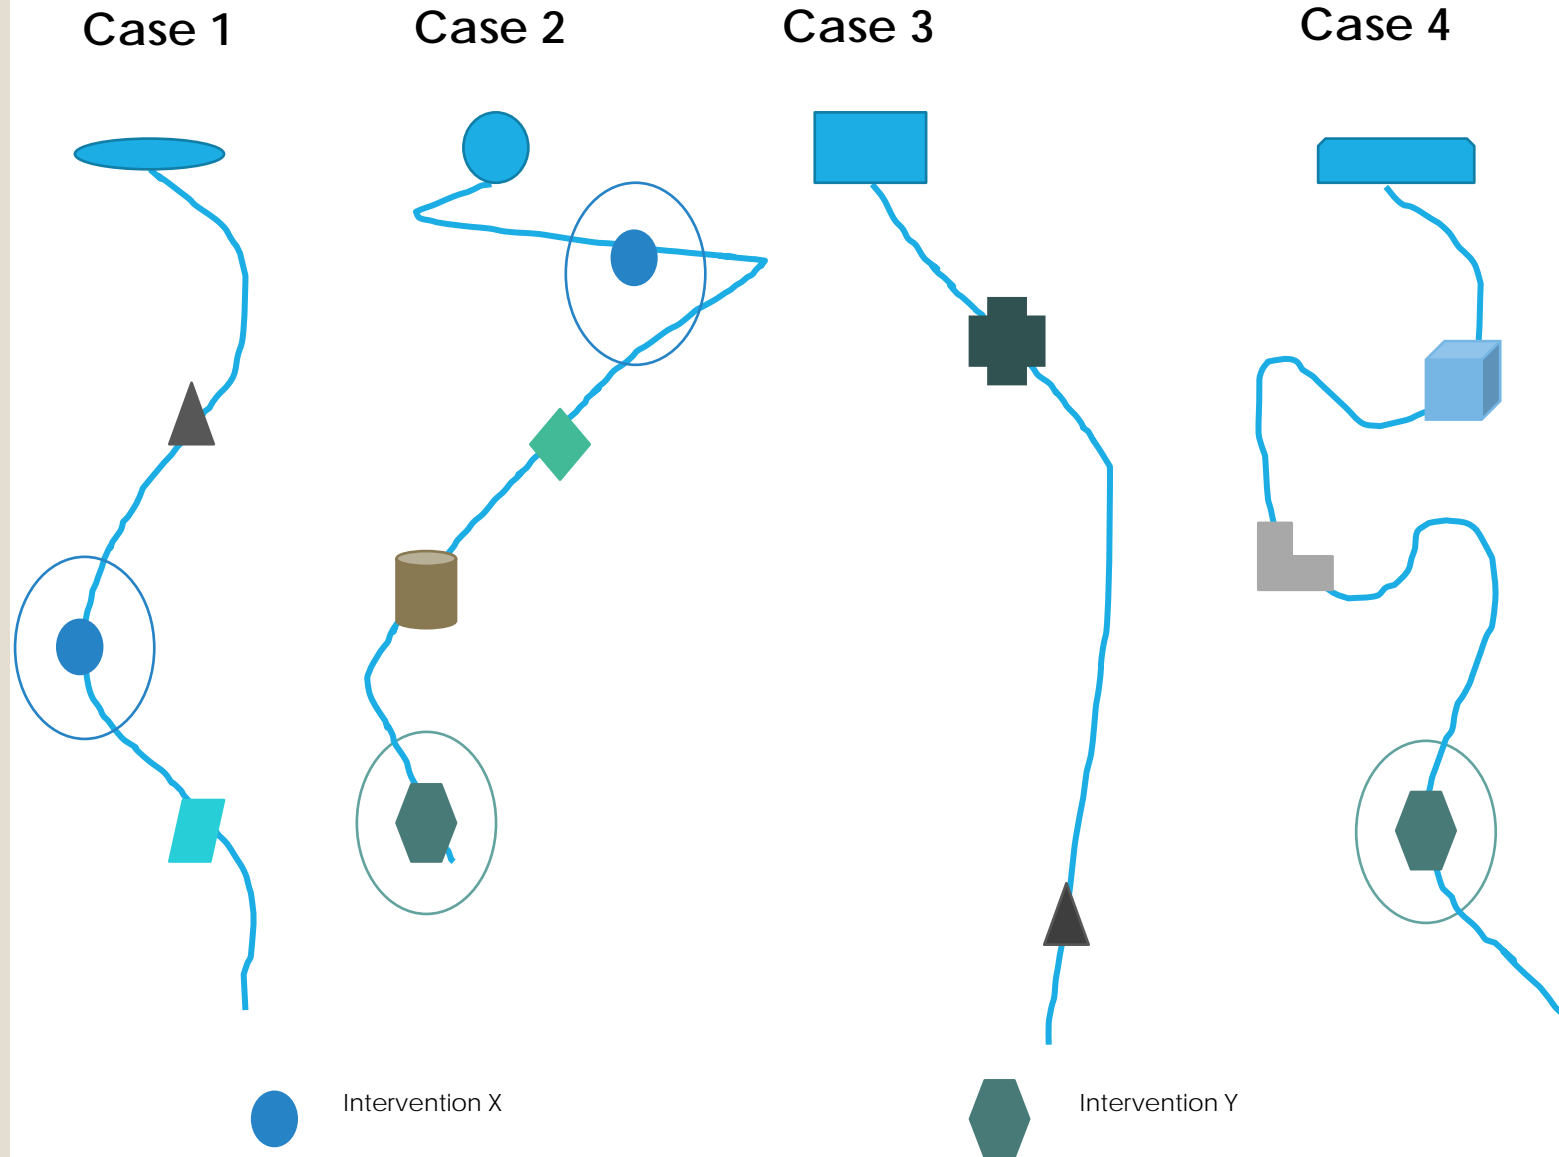 Case 1
Case 2
Case 3
Case 4
Intervention X
Intervention Y